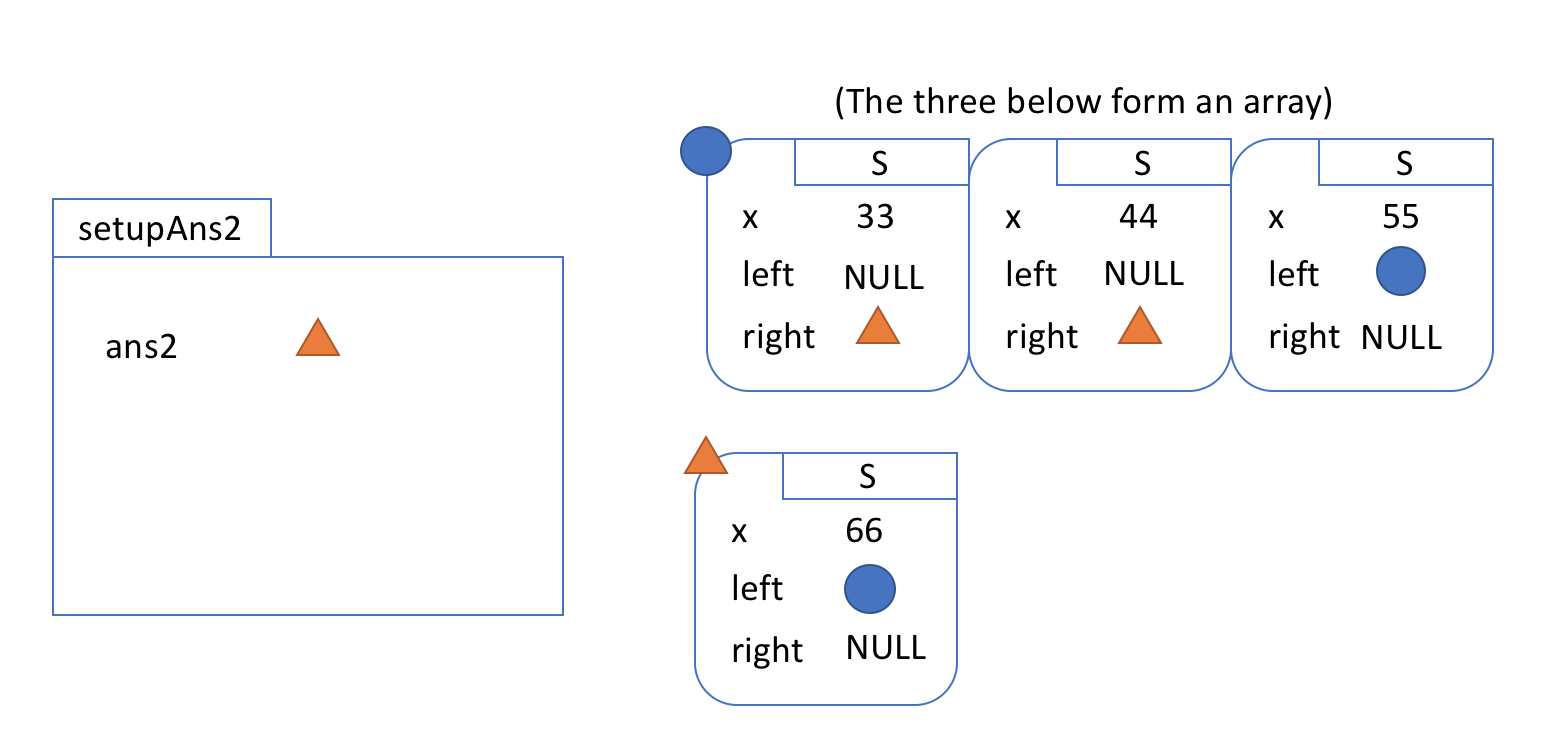 (The three below form an array)
S S S
setupAns2
x 33 x 44 x 55
left NULL left NULL left
right right right NULL
ans2
S
x 66
left
right NULL